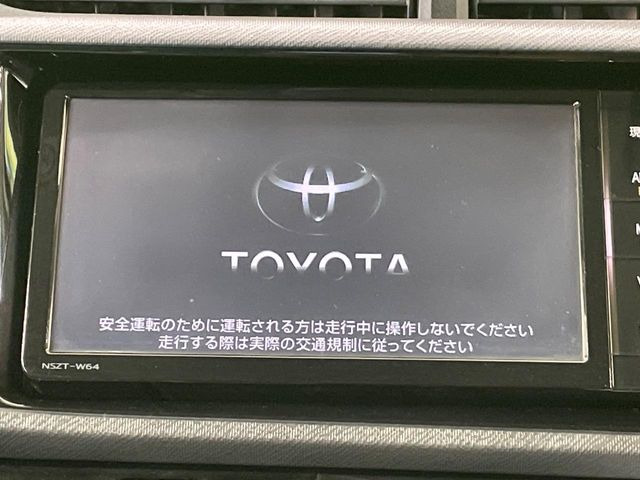 TOYOTA
安全運転のために運転される方は走行中に操作しないでください
走行する際は実際の交通規制に従ってください
NSZT-W64
現
A
M
V